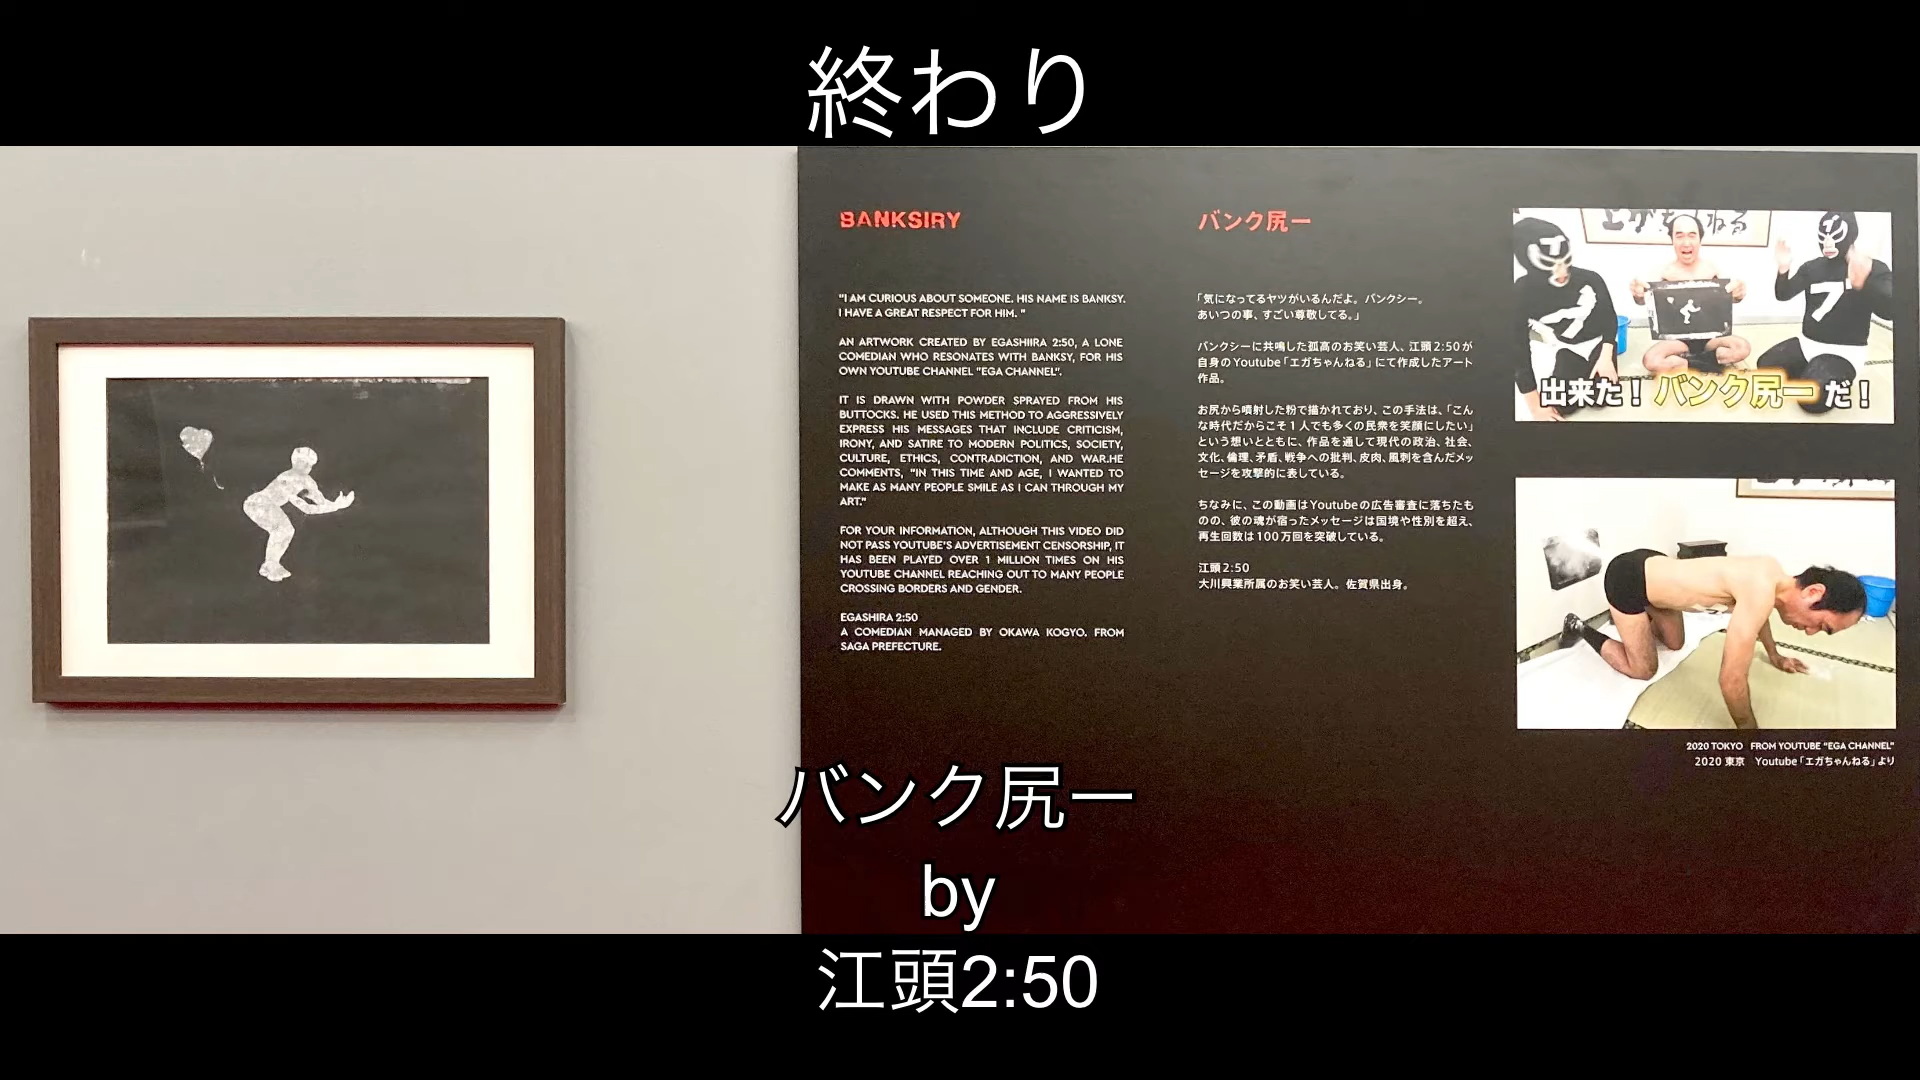 終わり
BANKSIRY
"I AM CURIOUS ABOUT SOMEONE. HIS NAME IS BANKSY.
I HAVE A GREAT RESPECT FOR HIM. "
AN ARTWORK CREATED BY EGASHIIRA 2:50, A LONE
COMEDIAN WHO RESONATES WITH BANKSY, FOR HIS
OWN YOUTUBE CHANNEL "EGA CHANNEL".
IT IS DRAWN WITH POWDER SPRAYED FROM HIS
BUTTOCKS. HE USED THIS METHOD TO AGGRESSIVELY
EXPRESS HIS MESSAGES THAT INCLUDE CRITICISM,
IRONY, AND SATIRE TO MODERN POLITICS, SOCIETY,
CULTURE, ETHICS, CONTRADICTION, AND WAR.HE
COMMENTS, "IN THIS TIME AND AGE, I WANTED TO
MAKE AS MANY PEOPLE SMILE AS I CAN THROUGH MY
ART."
FOR YOUR INFORMATION, ALTHOUGH THIS VIDEO DID
NOT PASS YOUTUBE'S ADVERTISEMENT CENSORSHIP, IT
HAS BEEN PLAYED OVER 1 MILLION TIMES ON HIS
YOUTUBE CHANNEL REACHING OUT TO MANY PEOPLE
CROSSING BORDERS AND GENDER.
EGASHIRA 2:50
A COMEDIAN MANAGED BY OKAWA KOGYO. FROM
SAGA PREFECTURE.
バンク尻ー
「気になってるヤツがいるんだよ。バンクシー。
あいつの事、すごい尊敬してる。」
バンクシーに共鳴した孤高のお笑い芸人、江頭2:50が
自身のYoutube「エガちゃんねる」にて作成したアート
作品。
お尻から噴射した粉で描かれており、この手法は、「こん
な時代だからこそ1人でも多くの民衆を笑顔にしたい」
という想いとともに、作品を通して現代の政治、社会、
文化、倫理、矛盾、戦争への批判、皮肉、風刺を含んだメッ
セージを攻撃的に表している。
ちなみに、この動画はYoutubeの広告審査に落ちたも
のの、彼の魂が宿ったメッセージは国境や性別を超え、
再生回数は100万回を突破している。
江頭2:50
大川興業所属のお笑い芸人。佐賀県出身。
出来た！バンク尻ーだ！
2020 TOKYO FROM YOUTUBE "EGA CHANNEL"
2020 東京 Youtube「エガちゃんねる」より
バンク尻ー
by
江頭2:50